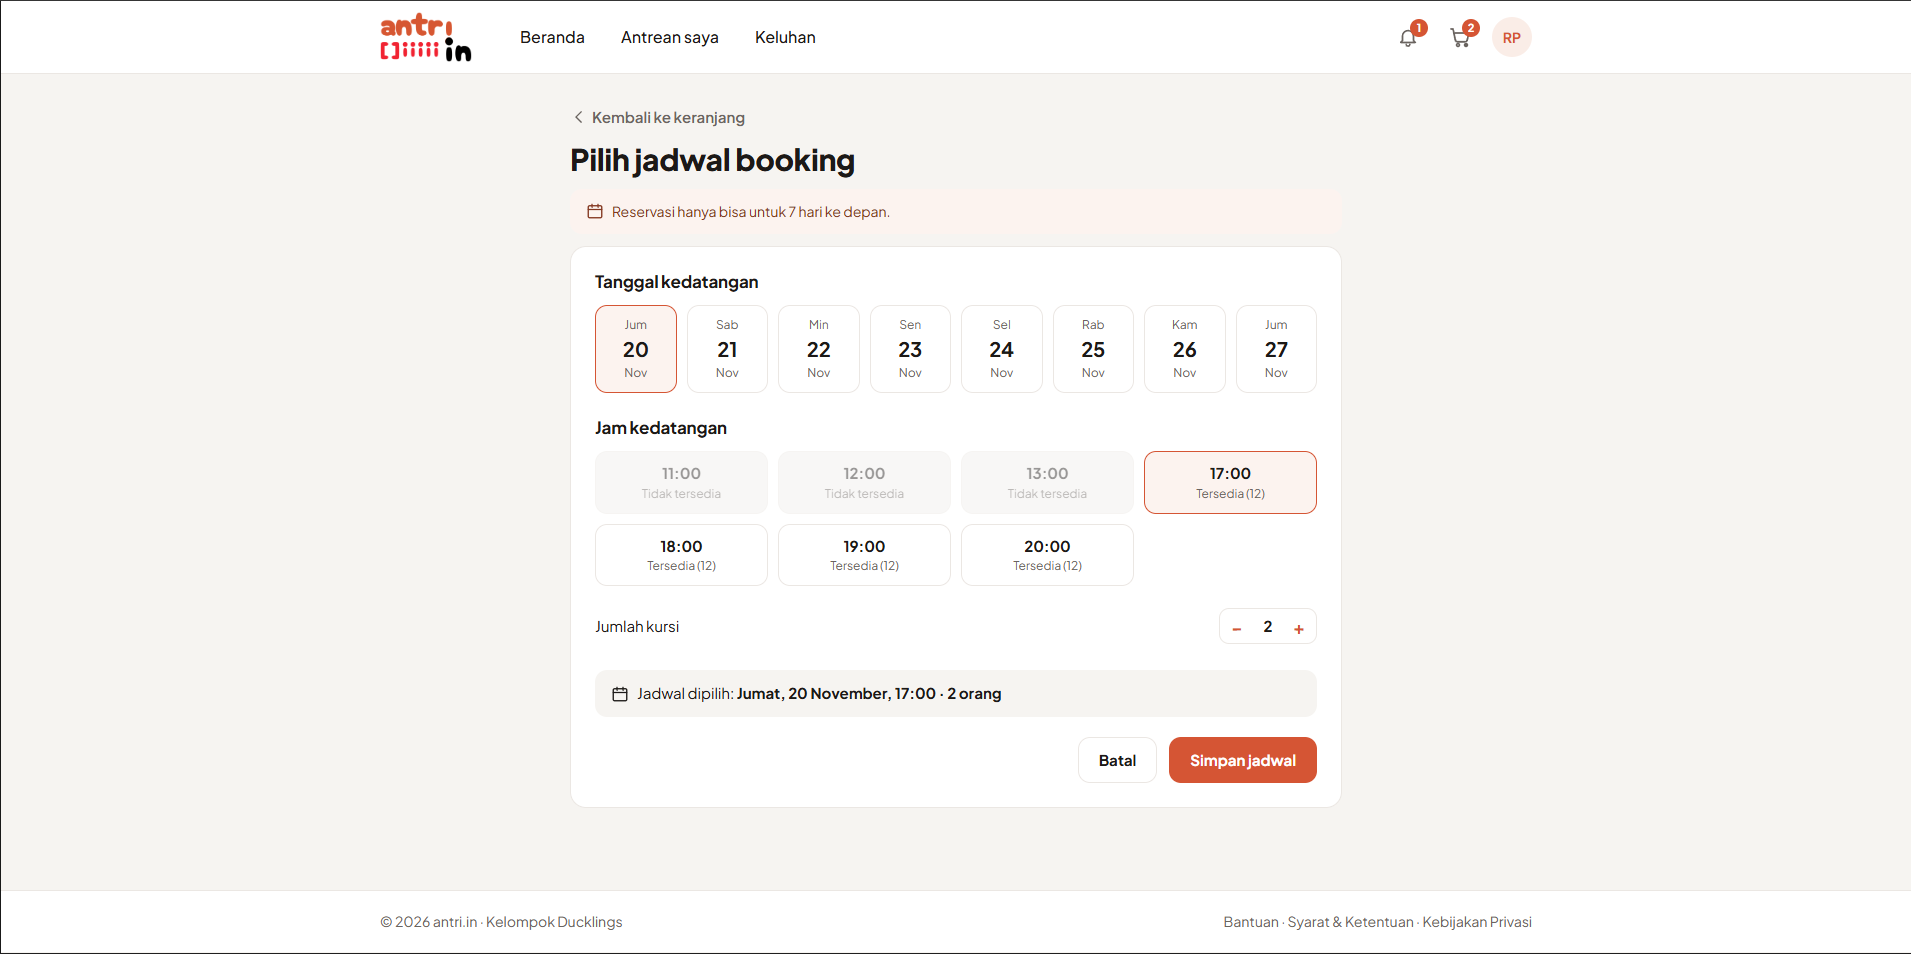 antri
[]iiiii in
Beranda
Antrean saya
Keluhan
1
2
RP
Kembali ke keranjang
Pilih jadwal booking
Reservasi hanya bisa untuk 7 hari ke depan.
Tanggal kedatangan
Jum
20
Nov
Sab
21
Nov
Min
22
Nov
Sen
23
Nov
Sel
24
Nov
Rab
25
Nov
Kam
26
Nov
Jum
27
Nov
Jam kedatangan
11:00
Tidak tersedia
12:00
Tidak tersedia
13:00
Tidak tersedia
17:00
Tersedia (12)
18:00
Tersedia (12)
19:00
Tersedia (12)
20:00
Tersedia (12)
Jumlah kursi
– 2 +
Jadwal dipilih: Jumat, 20 November, 17:00 · 2 orang
Batal
Simpan jadwal
© 2026 antri.in · Kelompok Ducklings
Bantuan · Syarat & Ketentuan · Kebijakan Privasi